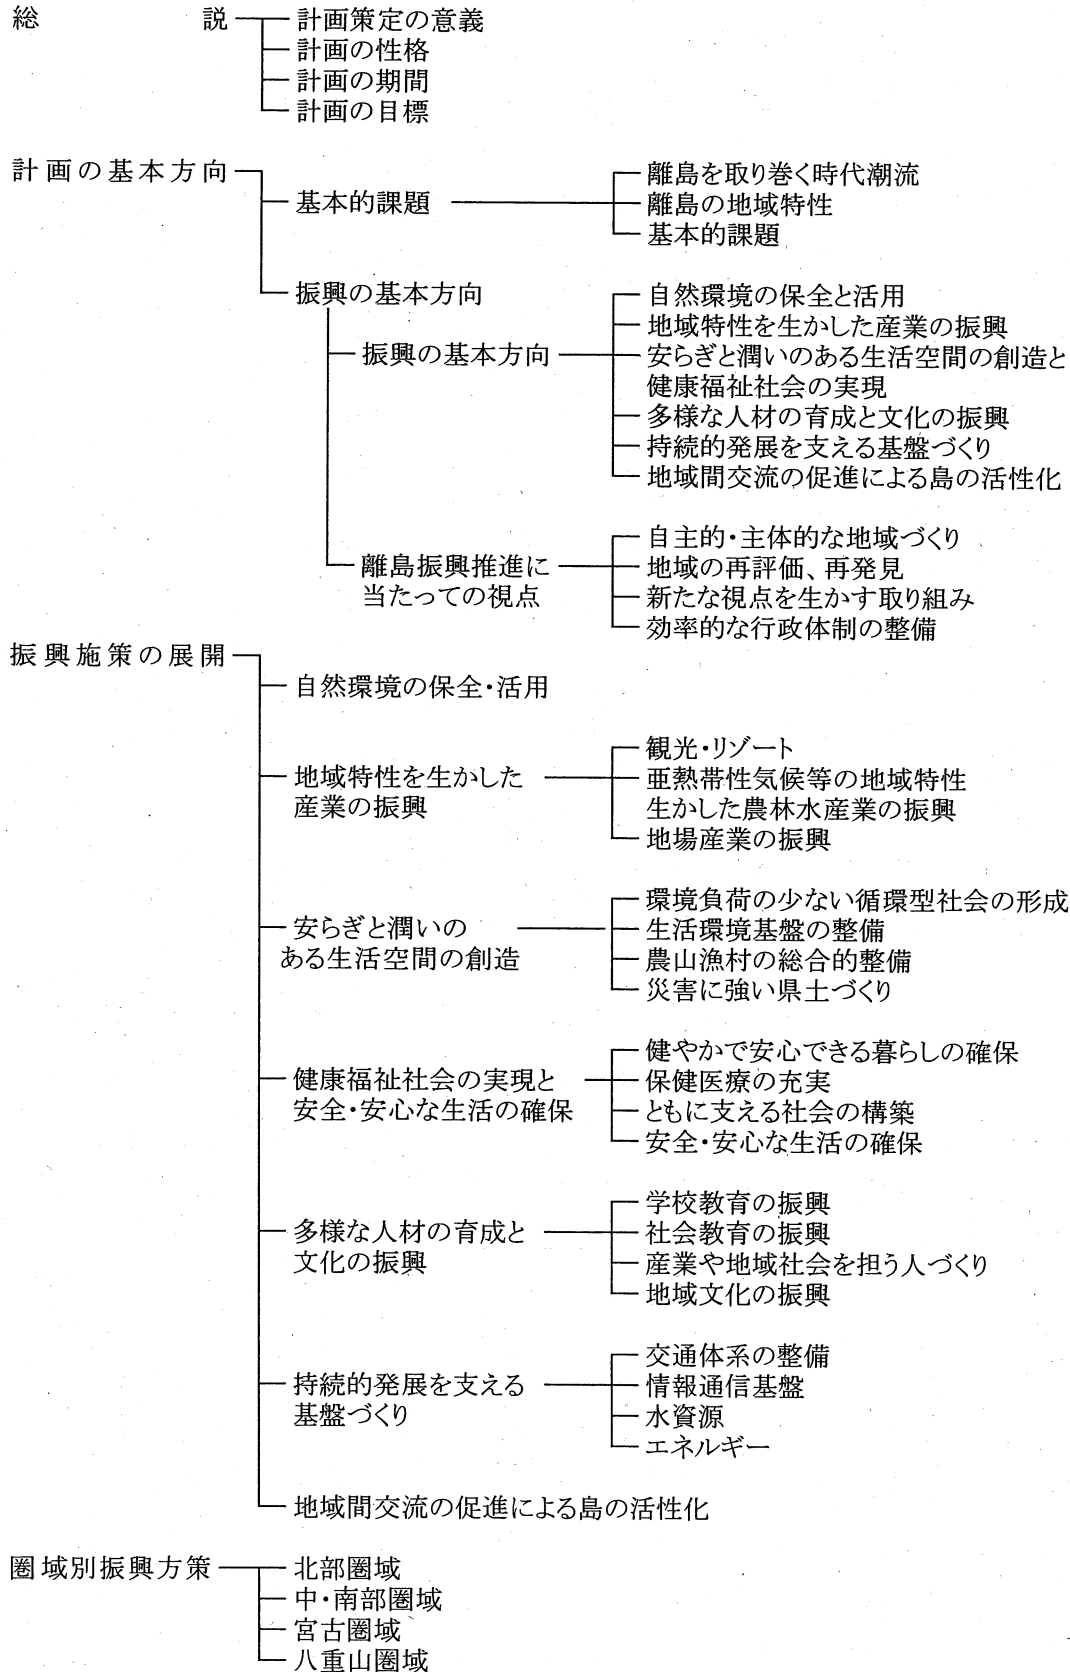 総説
計画策定の意義
計画の性格
計画の期間
計画の目標
計画の基本方向
基本的課題
離島を取り巻く時代潮流
離島の地域特性
基本的課題
振興の基本方向
振興の基本方向
自然環境の保全と活用
地域特性を生かした産業の振興
安らぎと潤いのある生活空間の創造と
健康福祉社会の実現
多様な人材の育成と文化の振興
持続的発展を支える基盤づくり
地域間交流の促進による島の活性化
離島振興推進に
当たっての視点
自主的・主体的な地域づくり
地域の再評価、再発見
新たな視点を生かす取り組み
効率的な行政体制の整備
振興施策の展開
自然環境の保全・活用
地域特性を生かした
産業の振興
観光・リゾート
亜熱帯性気候等の地域特性
生かした農林水産業の振興
地場産業の振興
安らぎと潤いの
ある生活空間の創造
環境負荷の少ない循環型社会の形成
生活環境基盤の整備
農山漁村の総合的整備
災害に強い県土づくり
健康福祉社会の実現と
安全・安心な生活の確保
健やかで安心できる暮らしの確保
保健医療の充実
ともに支える社会の構築
安全・安心な生活の確保
多様な人材の育成と
文化の振興
学校教育の振興
社会教育の振興
産業や地域社会を担う人づくり
地域文化の振興
持続的発展を支える
基盤づくり
交通体系の整備
情報通信基盤
水資源
エネルギー
地域間交流の促進による島の活性化
圏域別振興方策
北部圏域
中・南部圏域
宮古圏域
八重山圏域